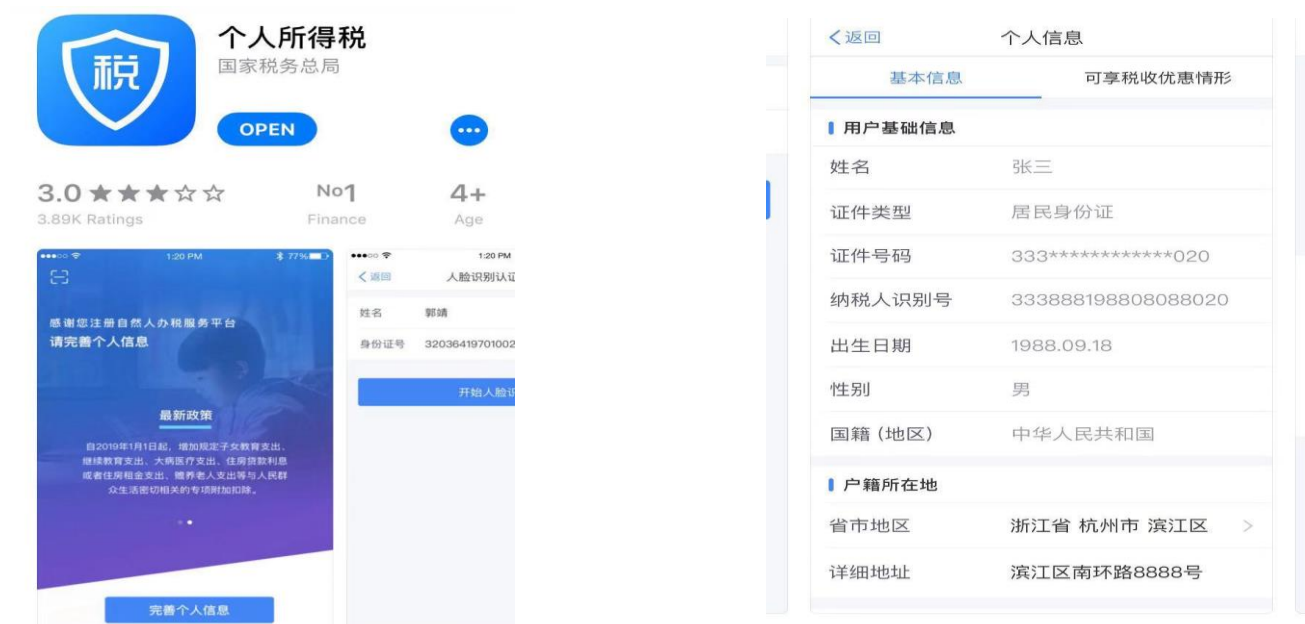 个人所得税
国家税务总局
OPEN
3.0
3.89K Ratings
No1
Finance
4+
Age
1:20 PM
77%
感谢您注册自然人办税服务平台
请完善个人信息
最新政策
自2019年1月1日起，增加规定子女教育支出、
继续教育支出、大病医疗支出、住房贷款利息
或者住房租金支出、赡养老人支出等与人民群
众生活密切相关的专项附加扣除。
完善个人信息
1:20 PM
返回 人脸识别认证
姓名 郭靖
身份证号 32036419701002
开始人脸识
返回 个人信息
基本信息 可享税收优惠情形
用户基础信息
姓名 张三
证件类型 居民身份证
证件号码 333************020
纳税人识别号 333888198808088020
出生日期 1988.09.18
性别 男
国籍 (地区) 中华人民共和国
户籍所在地
省市地区 浙江省 杭州市 滨江区
详细地址 滨江区南环路8888号
税